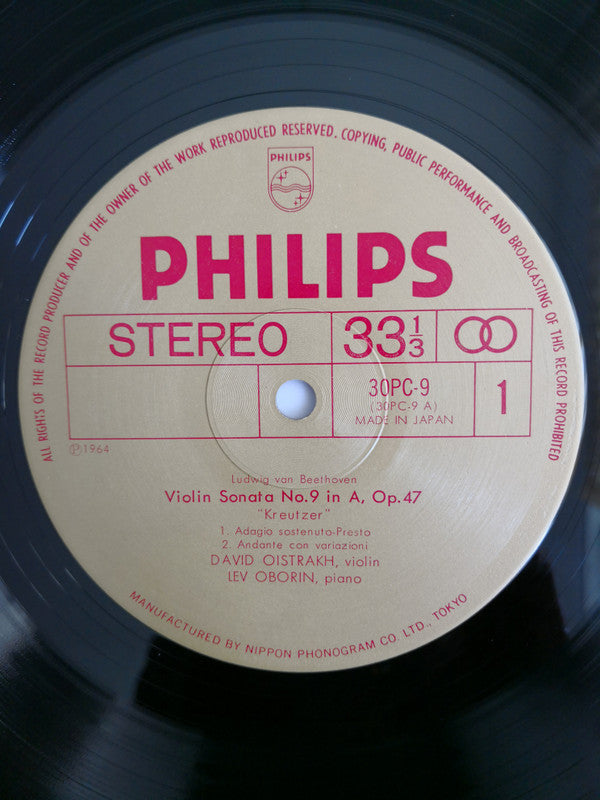 ALL RIGHTS OF THE RECORD PRODUCER AND OF THE OWNER OF THE WORK REPRODUCED RESERVED. COPYING, PUBLIC PERFORMANCE AND BROADCASTING OF THIS RECORD PROHIBITED
PHILIPS
PHILIPS
STEREO 33 1/3
30PC-9
(30PC-9 A)
MADE IN JAPAN
1
Ⓟ1964
Ludwig van Beethoven
Violin Sonata No.9 in A, Op.47
"Kreutzer"
1. Adagio sostenuto-Presto
2. Andante con variazioni
DAVID OISTRAKH, violin
LEV OBORIN, piano
MANUFACTURED BY NIPPON PHONOGRAM CO. LTD., TOKYO